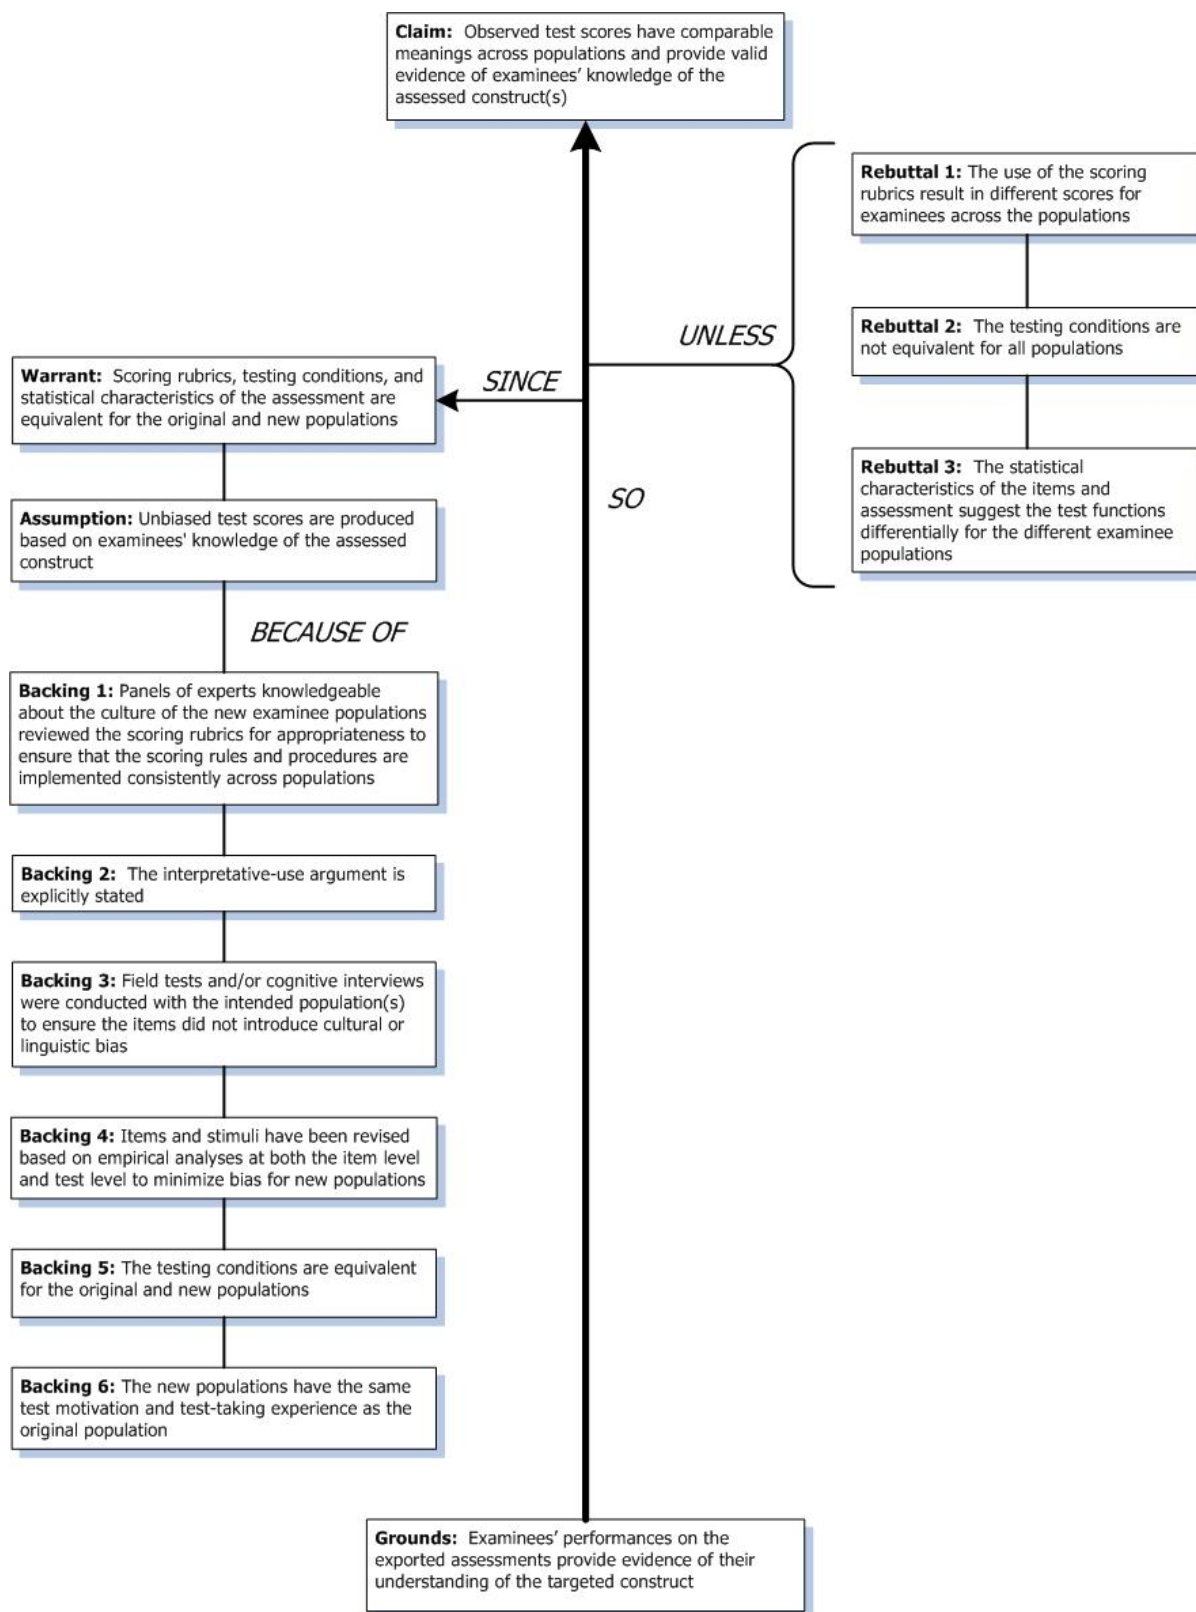 Claim: Observed test scores have comparable
meanings across populations and provide valid
evidence of examinees' knowledge of the
assessed construct(s)
Rebuttal 1: The use of the scoring
rubrics result in different scores for
examinees across the populations
UNLESS
Rebuttal 2: The testing conditions are
not equivalent for all populations
Warrant: Scoring rubrics, testing conditions, and
statistical characteristics of the assessment are
equivalent for the original and new populations
SINCE
Rebuttal 3: The statistical
characteristics of the items and
assessment suggest the test functions
differentially for the different examinee
populations
SO
Assumption: Unbiased test scores are produced
based on examinees' knowledge of the assessed
construct
BECAUSE OF
Backing 1: Panels of experts knowledgeable
about the culture of the new examinee populations
reviewed the scoring rubrics for appropriateness to
ensure that the scoring rules and procedures are
implemented consistently across populations
Backing 2: The interpretative-use argument is
explicitly stated
Backing 3: Field tests and/or cognitive interviews
were conducted with the intended population(s)
to ensure the items did not introduce cultural or
linguistic bias
Backing 4: Items and stimuli have been revised
based on empirical analyses at both the item level
and test level to minimize bias for new populations
Backing 5: The testing conditions are equivalent
for the original and new populations
Backing 6: The new populations have the same
test motivation and test-taking experience as the
original population
Grounds: Examinees' performances on the
exported assessments provide evidence of their
understanding of the targeted construct